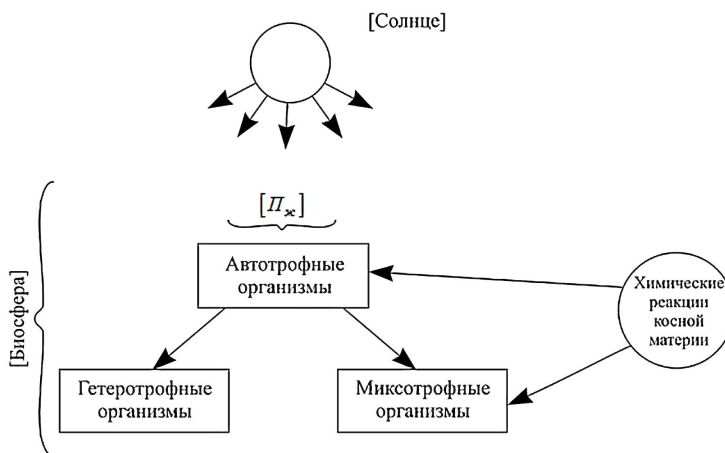 [Солнце]
[Пж]
[Биосфера]
Автотрофные
организмы
Химические
реакции
косной
материи
Гетеротрофные
организмы
Миксотрофные
организмы